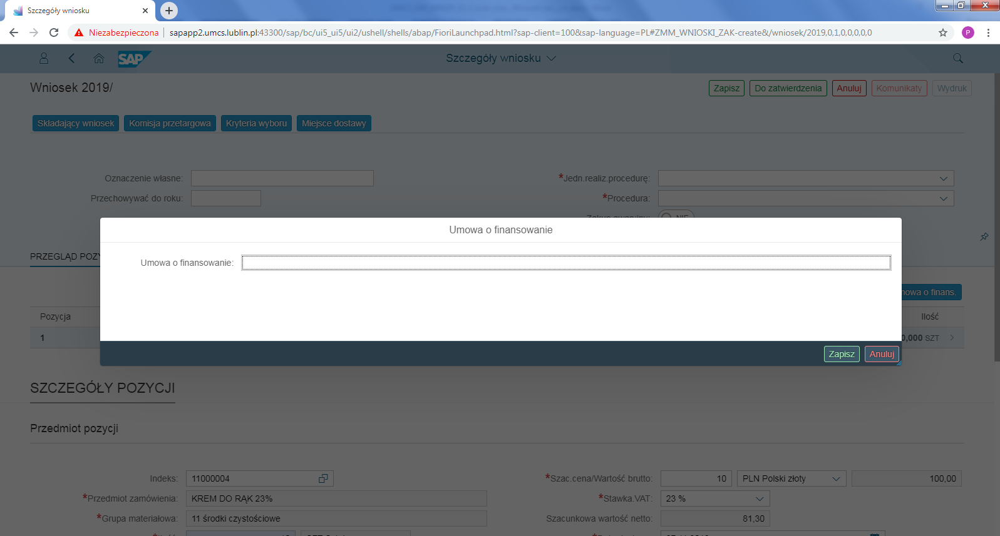 Szczegóły wniosku
Niezabezpieczona
sapapp2.umcs.lublin.pl:43300/sap/bc/ui5_ui5/ui2/ushell/shells/abap/FioriLaunchpad.html?sap-client=100&sap-language=PL#ZMM_WNIOSKI_ZAK-create&/wniosek/2019,0,1,0,0,0,0,0
P
SAP
Szczegóły wniosku
Wniosek 2019/
Zapisz Do zatwierdzenia Anuluj Komunikaty Wydruk
Składający wniosek Komisja przetargowa Kryteria wyboru Miejsce dostawy
Oznaczenie własne: *Jedn.realiz.procedurę:
Przechowywać do roku: *Procedura:
NIE
Umowa o finansowanie
PRZEGLĄD POZY
Umowa o finansowanie:
mowa o finans.
Pozycja Ilość
1 0,000 SZT
Zapisz Anuluj
SZCZEGÓŁY POZYCJI
Przedmiot pozycji
Indeks: 11000004 *Szac.cena/Wartość brutto: 10 PLN Polski złoty 100,00
*Przedmiot zamówienia: KREM DO RĄK 23% *Stawka.VAT: 23 %
*Grupa materiałowa: 11 środki czystościowe Szacunkowa wartość netto: 81,30